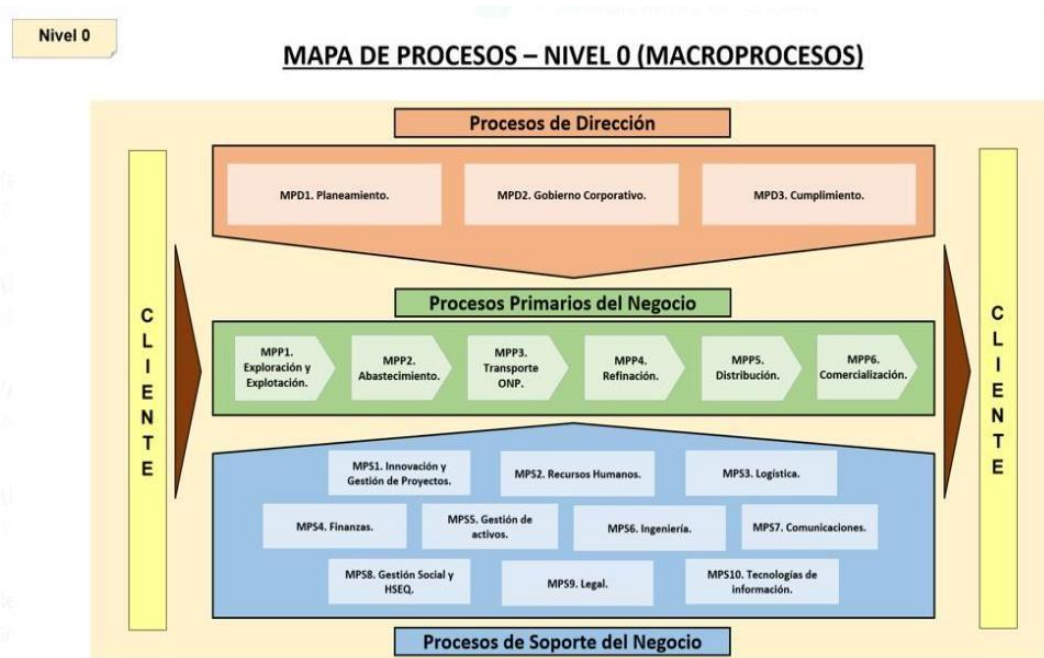 Nivel 0
MAPA DE PROCESOS – NIVEL 0 (MACROPROCESOS)
Procesos de Dirección
MPD1. Planeamiento.
MPD2. Gobierno Corporativo.
MPD3. Cumplimiento.
CLIENTE
Procesos Primarios del Negocio
MPP1.
Exploración y
Explotación.
MPP2.
Abastecimiento.
MPP3.
Transporte
ONP.
MPP4.
Refinación.
MPP5.
Distribución.
MPP6.
Comercialización.
CLIENTE
MPS1. Innovación y
Gestión de Proyectos.
MPS2. Recursos Humanos.
MPS3. Logística.
MPS4. Finanzas.
MPS5. Gestión de
activos.
MPS6. Ingeniería.
MPS7. Comunicaciones.
MPS8. Gestión Social y
HSEQ.
MPS9. Legal.
MPS10. Tecnologías de
información.
Procesos de Soporte del Negocio